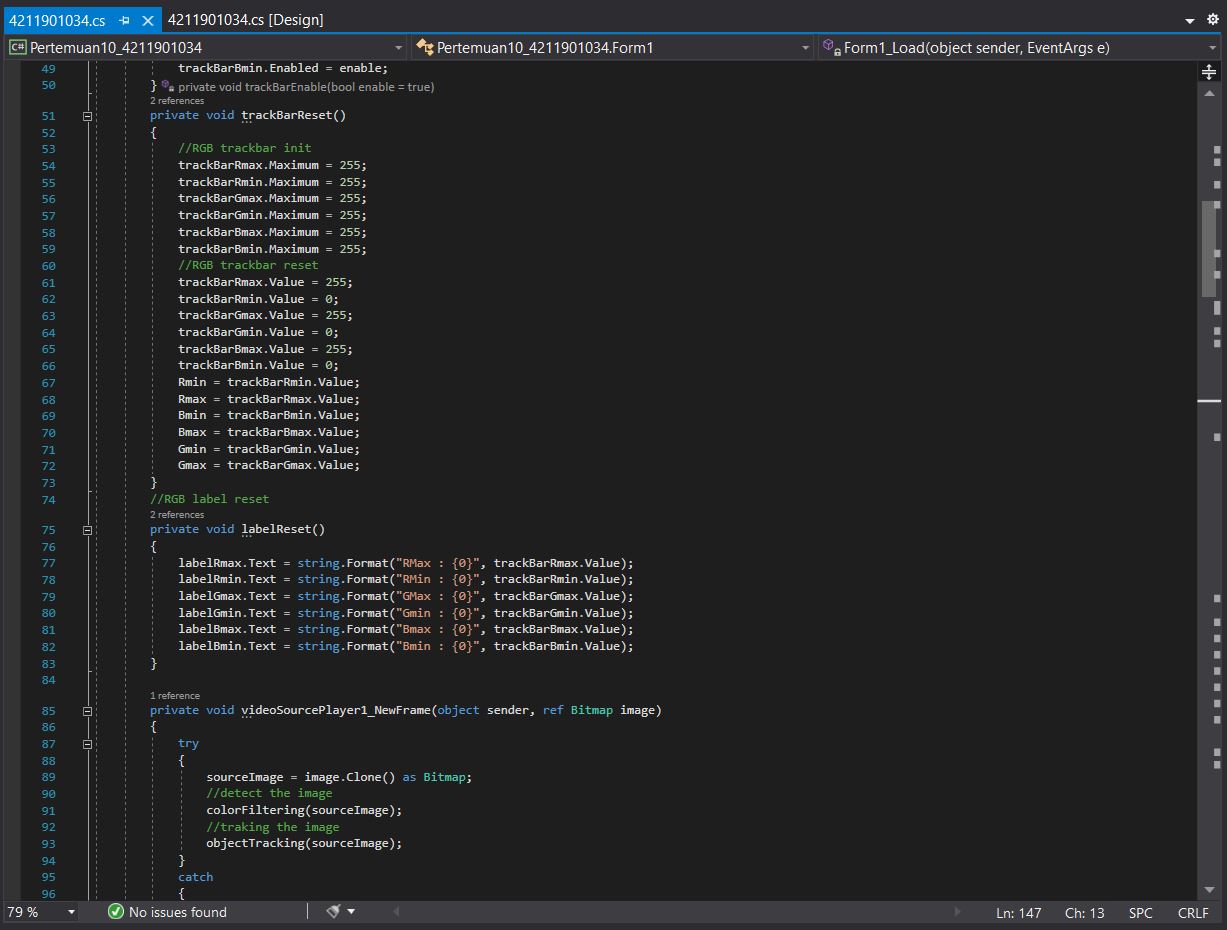 4211901034.cs
4211901034.cs [Design]
C# Pertemuan10_4211901034
Pertemuan10_4211901034.Form1
Form1_Load(object sender, EventArgs e)
49 trackBarBmin.Enabled = enable;
50 } private void trackBarEnable(bool enable = true)
2 references
51 private void trackBarReset()
52 {
53 //RGB trackbar init
54 trackBarRmax.Maximum = 255;
55 trackBarRmin.Maximum = 255;
56 trackBarGmax.Maximum = 255;
57 trackBarGmin.Maximum = 255;
58 trackBarBmax.Maximum = 255;
59 trackBarBmin.Maximum = 255;
60 //RGB trackbar reset
61 trackBarRmax.Value = 255;
62 trackBarRmin.Value = 0;
63 trackBarGmax.Value = 255;
64 trackBarGmin.Value = 0;
65 trackBarBmax.Value = 255;
66 trackBarBmin.Value = 0;
67 Rmin = trackBarRmin.Value;
68 Rmax = trackBarRmax.Value;
69 Bmin = trackBarBmin.Value;
70 Bmax = trackBarBmax.Value;
71 Gmin = trackBarGmin.Value;
72 Gmax = trackBarGmax.Value;
73 }
74 //RGB label reset
2 references
75 private void labelReset()
76 {
77 labelRmax.Text = string.Format("RMax : {0}", trackBarRmax.Value);
78 labelRmin.Text = string.Format("RMin : {0}", trackBarRmin.Value);
79 labelGmax.Text = string.Format("GMax : {0}", trackBarGmax.Value);
80 labelGmin.Text = string.Format("Gmin : {0}", trackBarGmin.Value);
81 labelBmax.Text = string.Format("Bmax : {0}", trackBarBmax.Value);
82 labelBmin.Text = string.Format("Bmin : {0}", trackBarBmin.Value);
83 }
84
1 reference
85 private void videoSourcePlayer1_NewFrame(object sender, ref Bitmap image)
86 {
87 try
88 {
89 sourceImage = image.Clone() as Bitmap;
90 //detect the image
91 colorFiltering(sourceImage);
92 //traking the image
93 objectTracking(sourceImage);
94 }
95 catch
96 {
79 % No issues found Ln: 147 Ch: 13 SPC CRLF